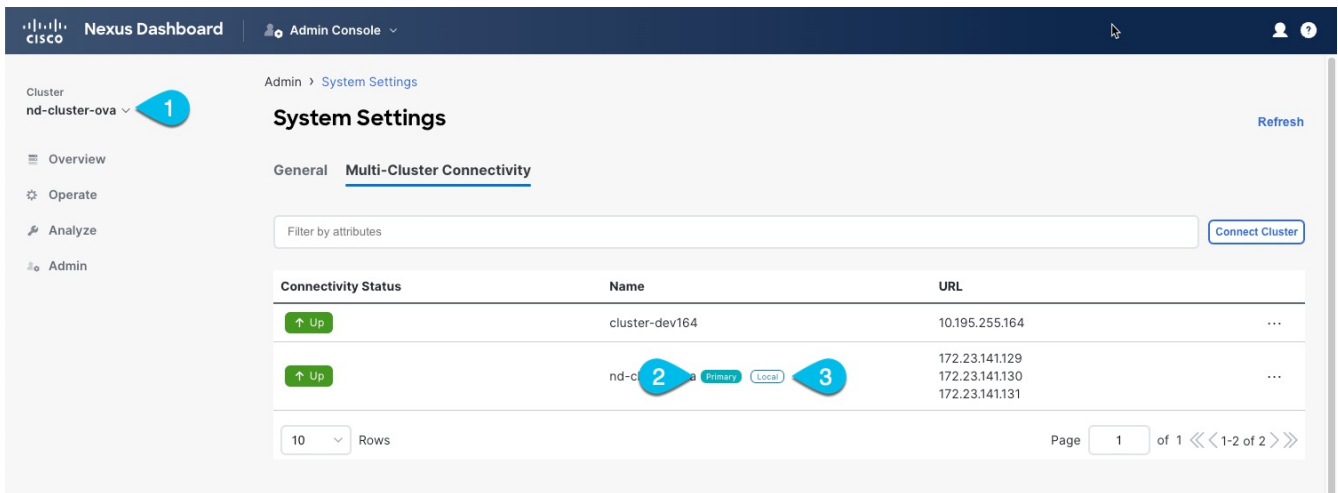 CISCO Nexus Dashboard Admin Console
Admin > System Settings
Cluster
nd-cluster-ova 1
System Settings
Refresh
Overview
Operate
Analyze
Admin
General Multi-Cluster Connectivity
Filter by attributes
Connect Cluster
Connectivity Status Name URL
↑ Up cluster-dev164 10.195.255.164 ...
↑ Up 2 a Primary Local 3 ...
172.23.141.129
172.23.141.130
172.23.141.131
10 Rows
Page 1 of 1 1-2 of 2